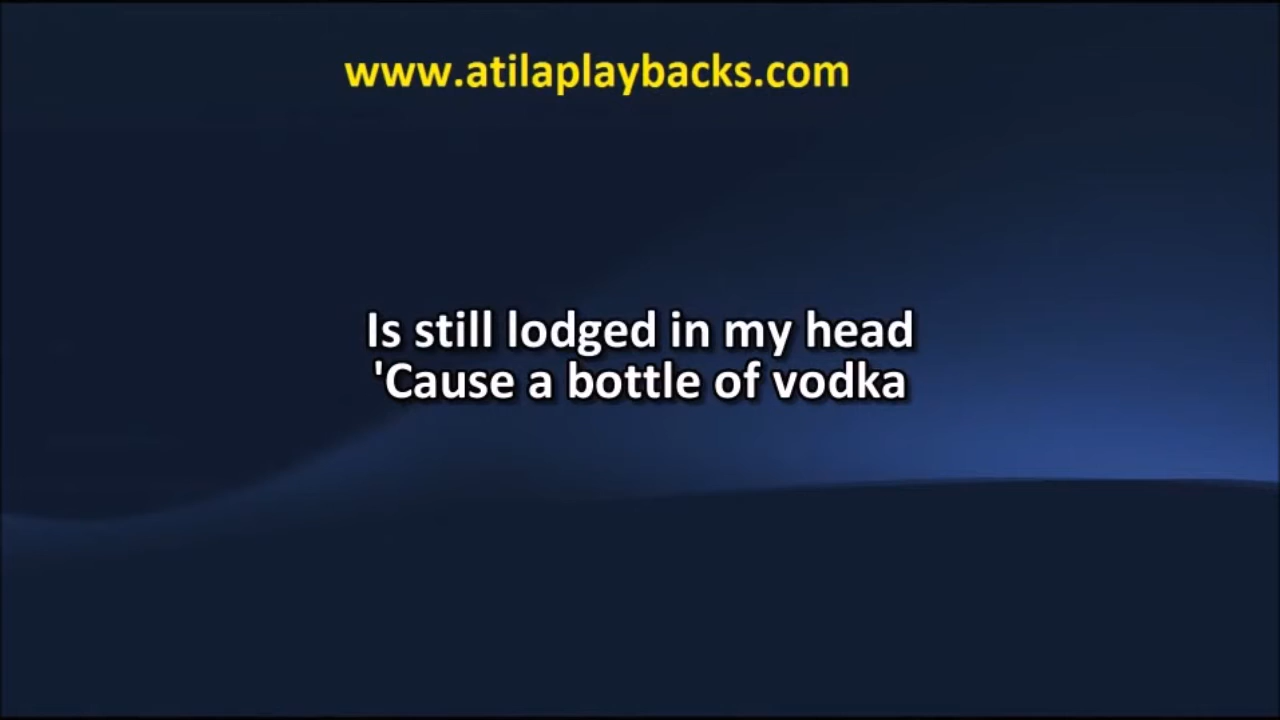 www.atilaplaybacks.com
Is still lodged in my head
'Cause a bottle of vodka